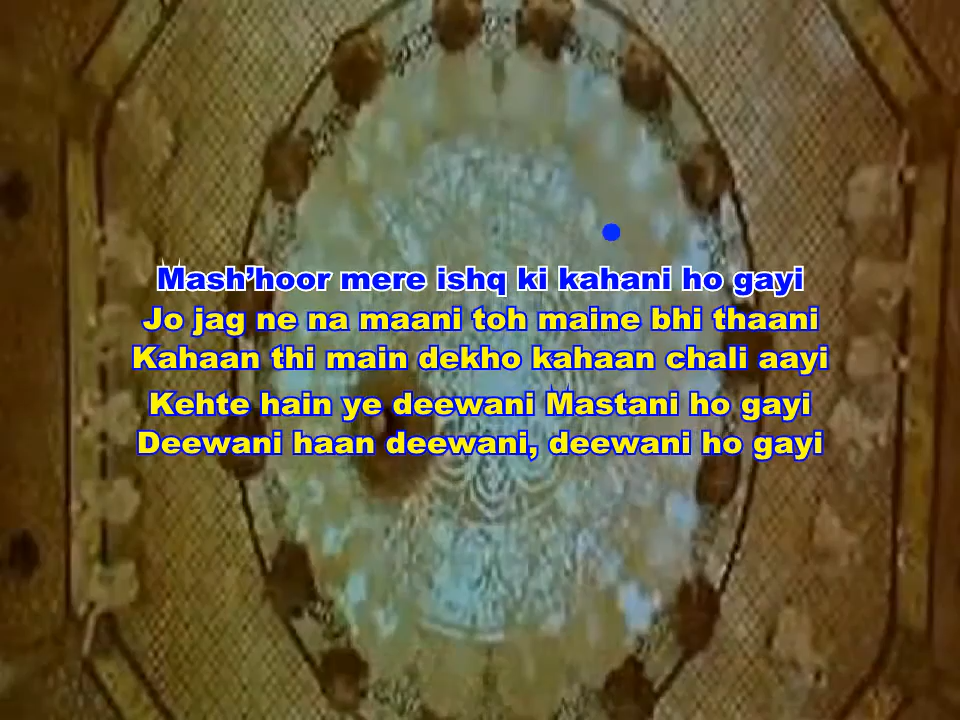 Mash’hoor mere ishq ki kahani ho gayi
Jo jag ne na maani toh maine bhi thaani
Kahaan thi main dekho kahaan chali aayi
Kehte hain ye deewani Mastani ho gayi
Deewani haan deewani, deewani ho gayi